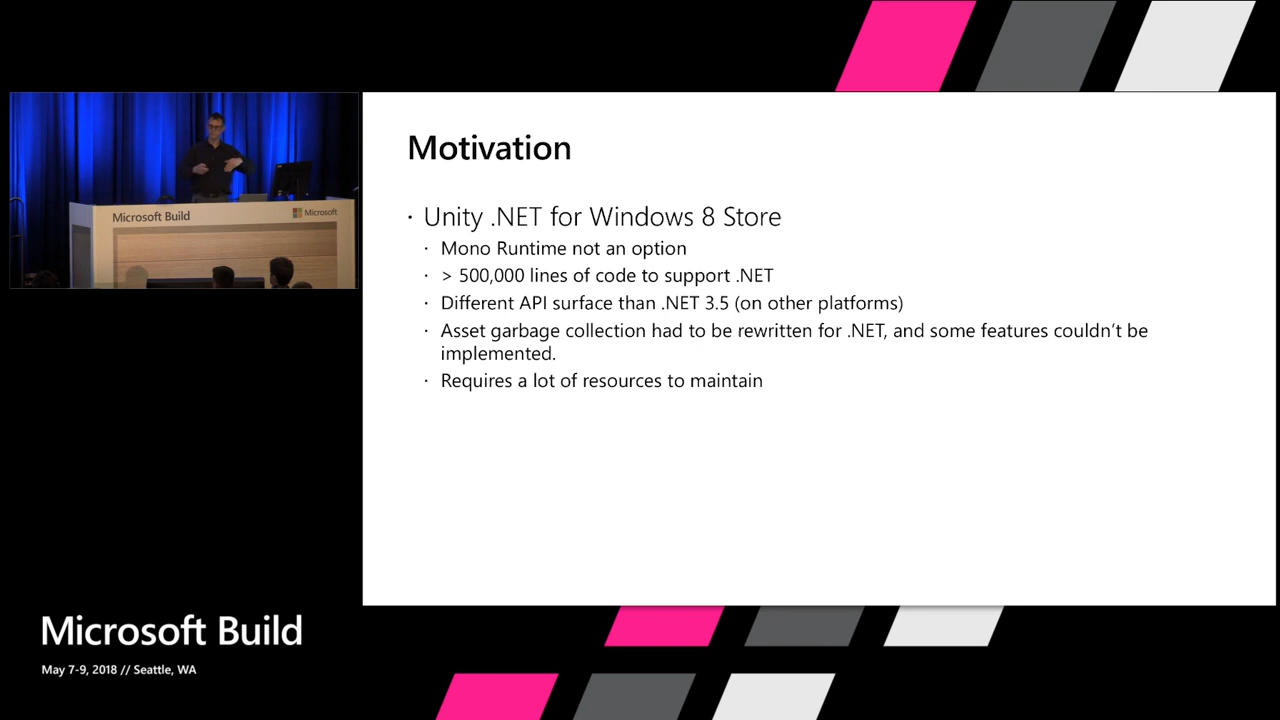 Microsoft Build
Microsoft
Motivation
· Unity .NET for Windows 8 Store
· Mono Runtime not an option
· > 500,000 lines of code to support .NET
· Different API surface than .NET 3.5 (on other platforms)
· Asset garbage collection had to be rewritten for .NET, and some features couldn't be
implemented.
· Requires a lot of resources to maintain
Microsoft Build
May 7-9, 2018 // Seattle, WA